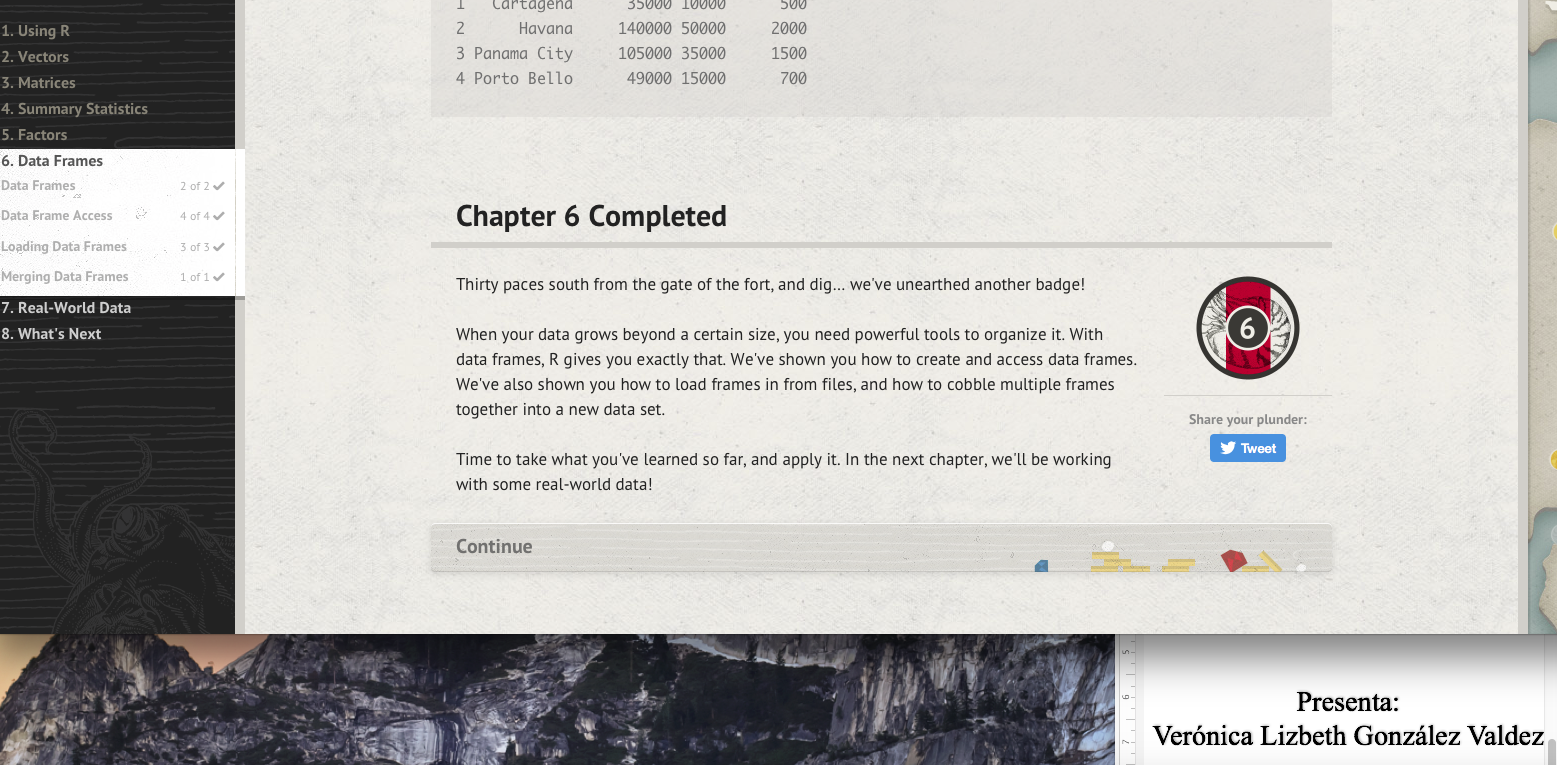 1. Using R
2. Vectors
3. Matrices
4. Summary Statistics
5. Factors
6. Data Frames
Data Frames 2 of 2
Data Frame Access 4 of 4
Loading Data Frames 3 of 3
Merging Data Frames 1 of 1
7. Real-World Data
8. What's Next
1 Cartagena 35000 10000 500
2 Havana 140000 50000 2000
3 Panama City 105000 35000 1500
4 Porto Bello 49000 15000 700
Chapter 6 Completed
Thirty paces south from the gate of the fort, and dig... we've unearthed another badge!
When your data grows beyond a certain size, you need powerful tools to organize it. With
data frames, R gives you exactly that. We've shown you how to create and access data frames.
We've also shown you how to load frames in from files, and how to cobble multiple frames
together into a new data set.
Time to take what you've learned so far, and apply it. In the next chapter, we'll be working
with some real-world data!
6
Share your plunder:
Tweet
Continue
5
6
7
Presenta:
Verónica Lizbeth González Valdez